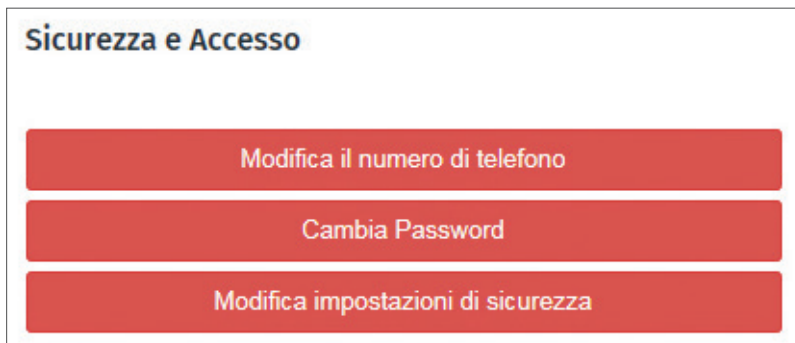 Sicurezza e Accesso
Modifica il numero di telefono
Cambia Password
Modifica impostazioni di sicurezza